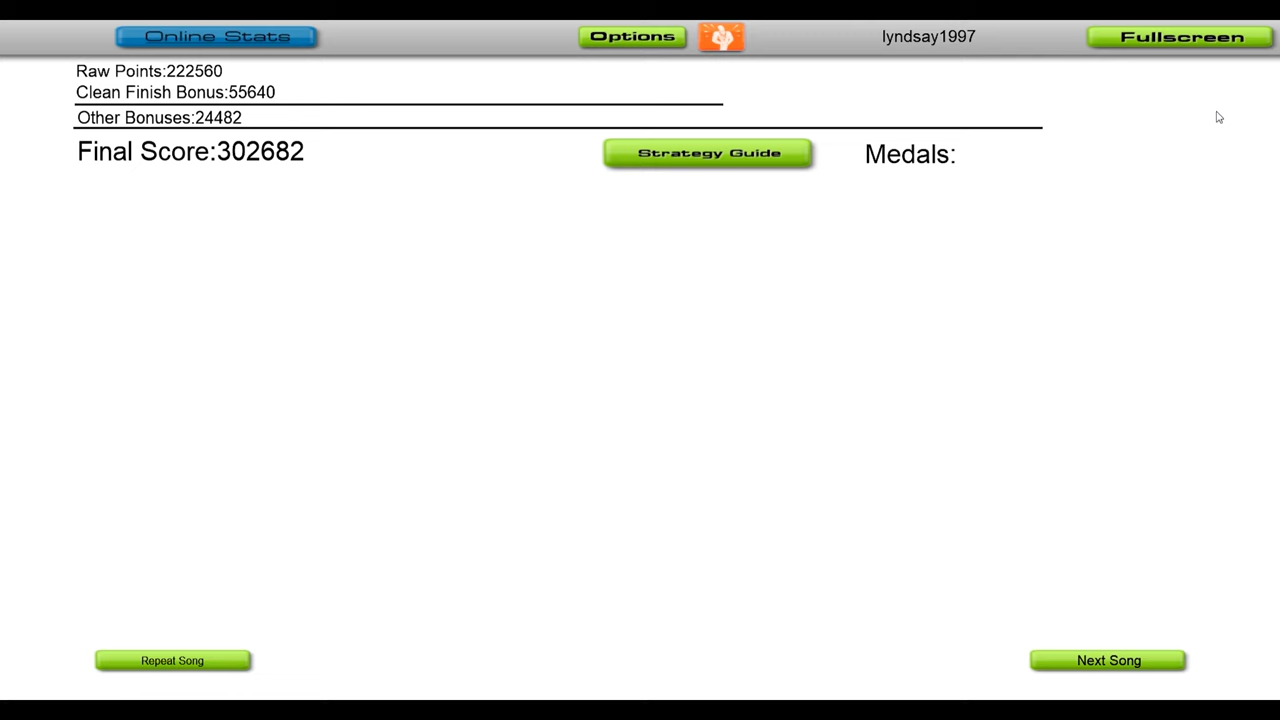 Online Stats
Options
lyndsay1997
Fullscreen
Raw Points:222560
Clean Finish Bonus:55640
Other Bonuses:24482
Final Score:302682
Strategy Guide
Medals:
Repeat Song
Next Song